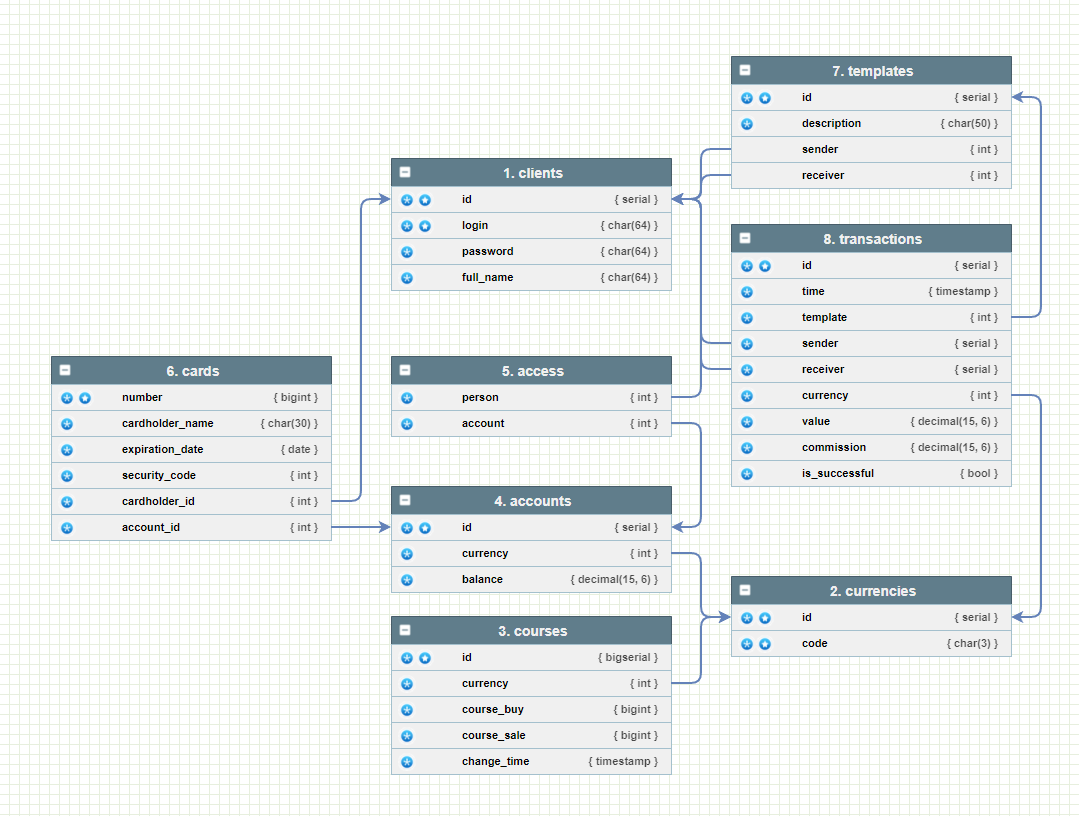 7. templates
id { serial }
description { char(50) }
sender { int }
receiver { int }
1. clients
id { serial }
login { char(64) }
password { char(64) }
full_name { char(64) }
8. transactions
id { serial }
time { timestamp }
template { int }
sender { serial }
receiver { serial }
currency { int }
value { decimal(15, 6) }
commission { decimal(15, 6) }
is_successful { bool }
6. cards
number { bigint }
cardholder_name { char(30) }
expiration_date { date }
security_code { int }
cardholder_id { int }
account_id { int }
5. access
person { int }
account { int }
4. accounts
id { serial }
currency { int }
balance { decimal(15, 6) }
2. currencies
id { serial }
code { char(3) }
3. courses
id { bigserial }
currency { int }
course_buy { bigint }
course_sale { bigint }
change_time { timestamp }